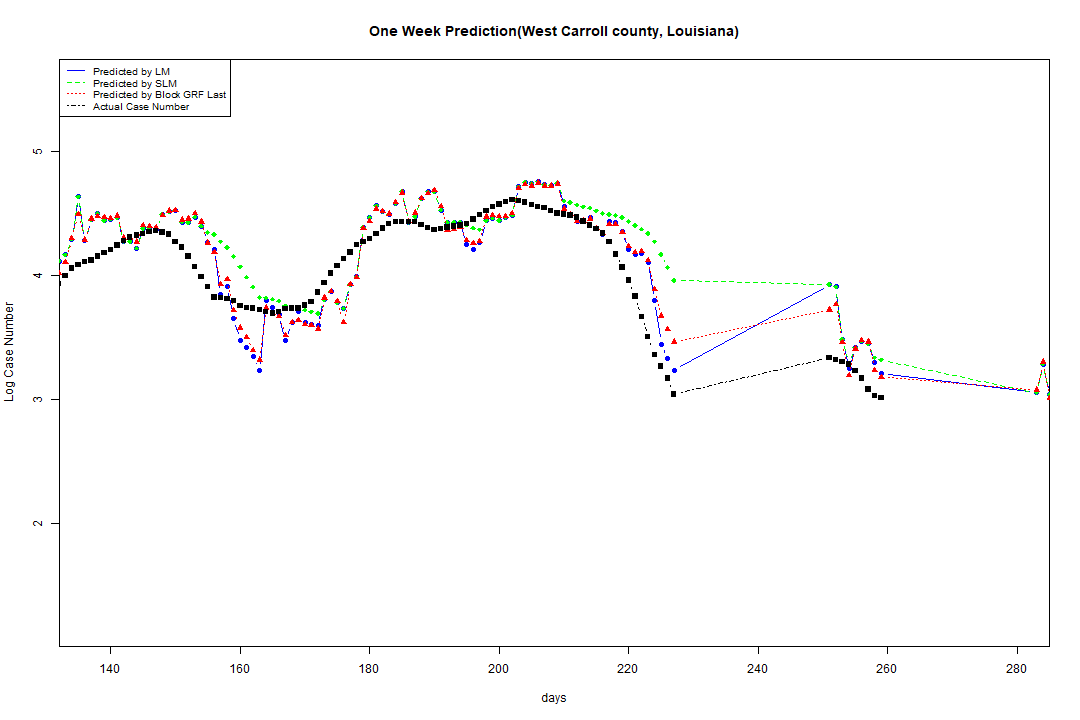 One Week Prediction(West Carroll county, Louisiana)
Predicted by LM
Predicted by SLM
Predicted by Block GRF Last
Actual Case Number
5
4
3
2
Log Case Number
140 160 180 200 220 240 260 280
days